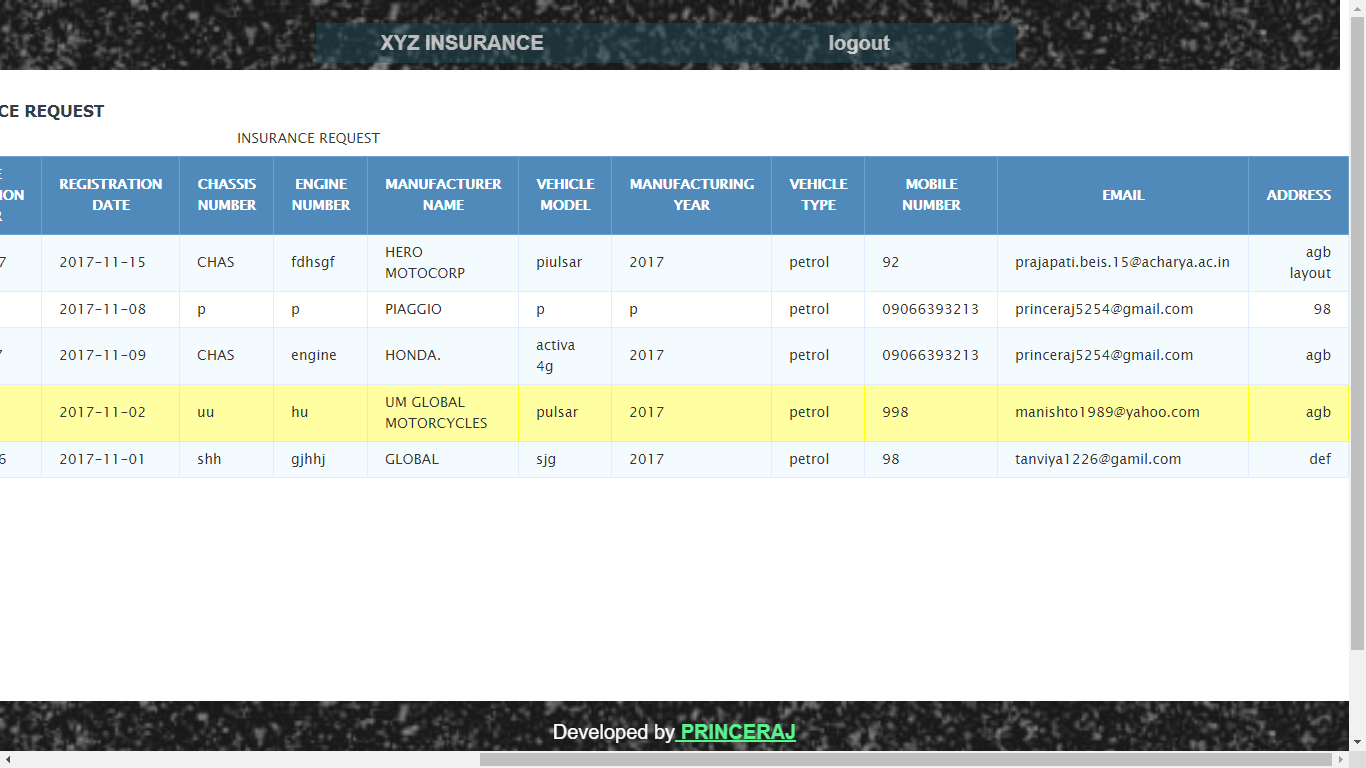 XYZ INSURANCE logout
CE REQUEST
INSURANCE REQUEST
E
ION
R
REGISTRATION
DATE
CHASSIS
NUMBER
ENGINE
NUMBER
MANUFACTURER
NAME
VEHICLE
MODEL
MANUFACTURING
YEAR
VEHICLE
TYPE
MOBILE
NUMBER
EMAIL
ADDRESS
7 2017-11-15 CHAS fdhsgf HERO MOTOCORP piulsar 2017 petrol 92 prajapati.beis.15@acharya.ac.in agb layout
2017-11-08 p p PIAGGIO p p petrol 09066393213 princeraj5254@gmail.com 98
7 2017-11-09 CHAS engine HONDA. activa 4g 2017 petrol 09066393213 princeraj5254@gmail.com agb
2017-11-02 uu hu UM GLOBAL MOTORCYCLES pulsar 2017 petrol 998 manishto1989@yahoo.com agb
6 2017-11-01 shh gjhhj GLOBAL sjg 2017 petrol 98 tanviya1226@gamil.com def
Developed by PRINCERAJ